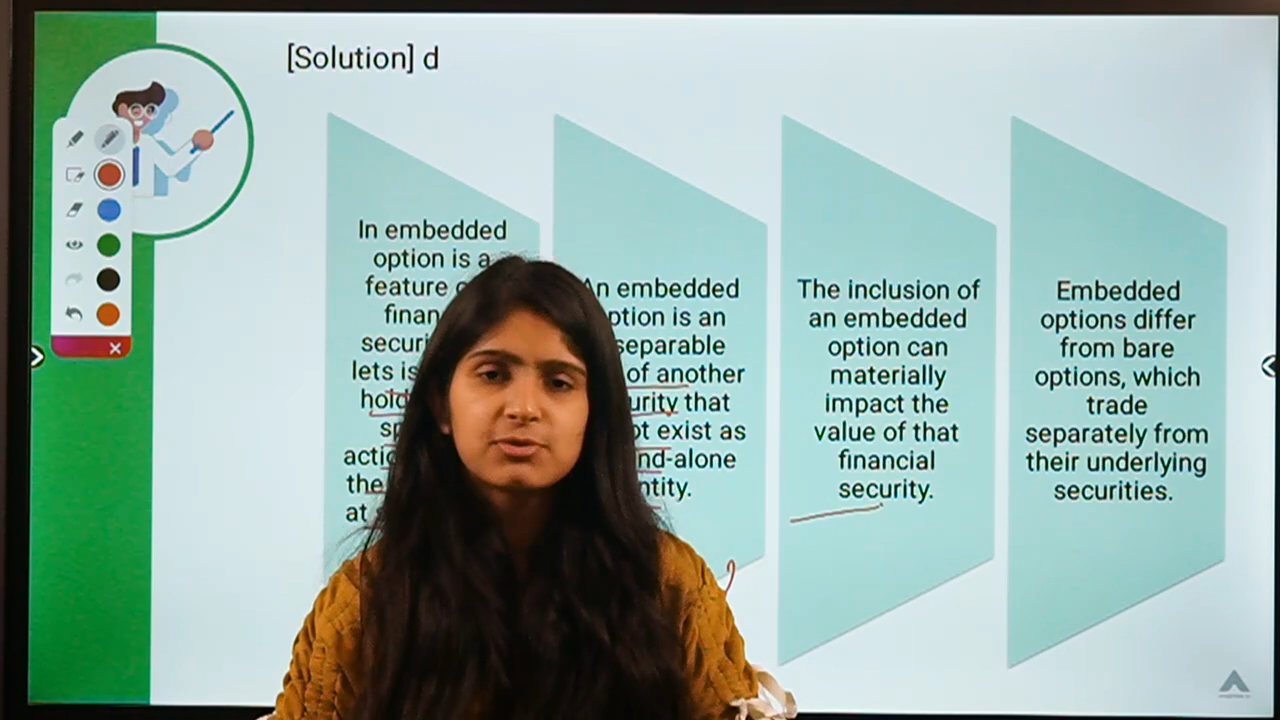 [Solution] d
In embedded
option is a
feature
finan
securi
lets is
hold
sp
actio
the
at s
An embedded
ption is an
separable
of another
urity that
ot exist as
nd-alone
ntity.
The inclusion of
an embedded
option can
materially
impact the
value of that
financial
security.
Embedded
options differ
from bare
options, which
trade
separately from
their underlying
securities.